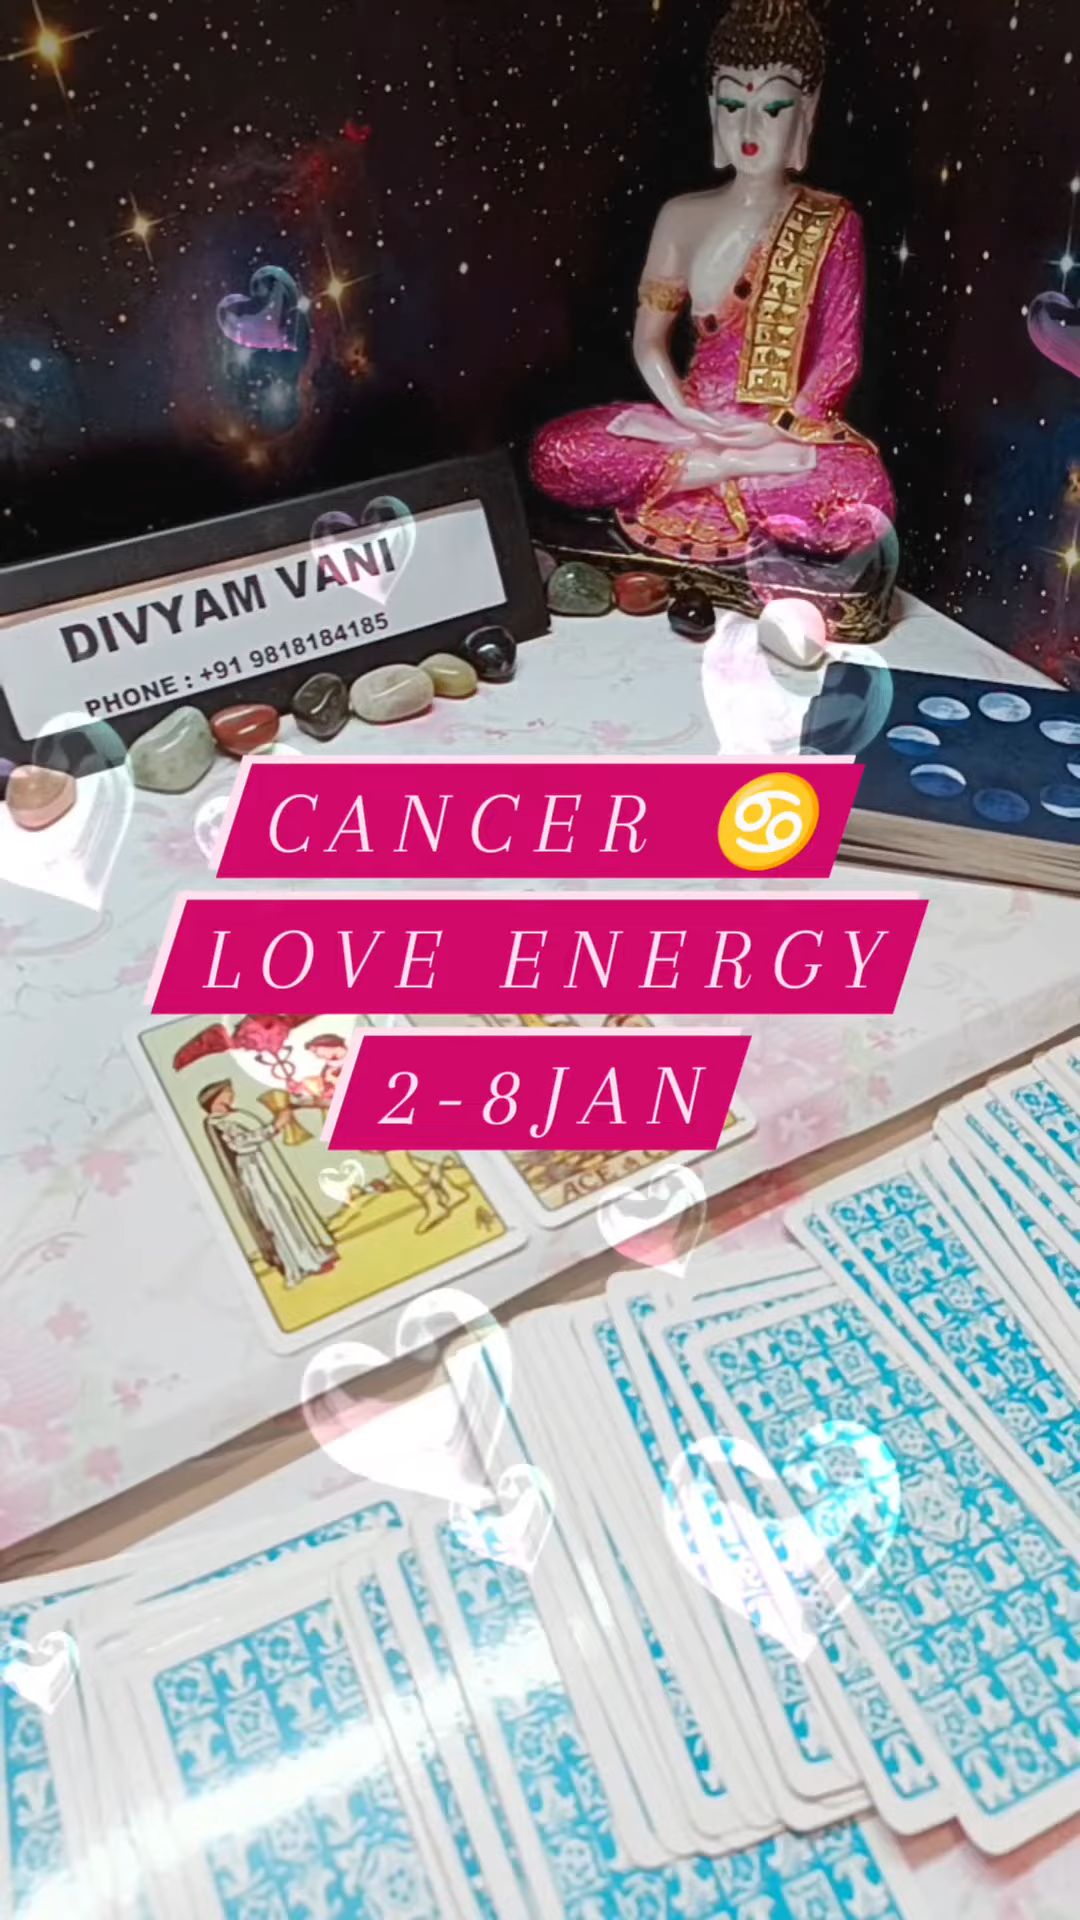 DIVYAM VANI
PHONE : +91 9818184185
CANCER ♋
LOVE ENERGY
2-8JAN
ACE